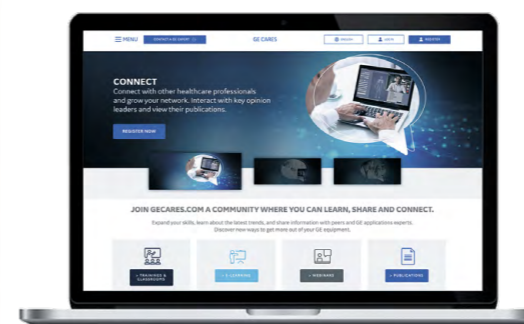 MENU
CONTACT A GE EXPERT
GE CARES
ENGLISH
LOG IN
REGISTER
CONNECT
Connect with other healthcare professionals
and grow your network. Interact with key opinion
leaders and view their publications.
REGISTER NOW
JOIN GECARES.COM A COMMUNITY WHERE YOU CAN LEARN, SHARE AND CONNECT.
Expand your skills, learn about the latest trends, and share information with peers and GE applications experts.
Discover new ways to get more out of your GE equipment.
+ TRAININGS &
CLASSROOMS
+ E-LEARNING
+ WEBINARS
+ PUBLICATIONS